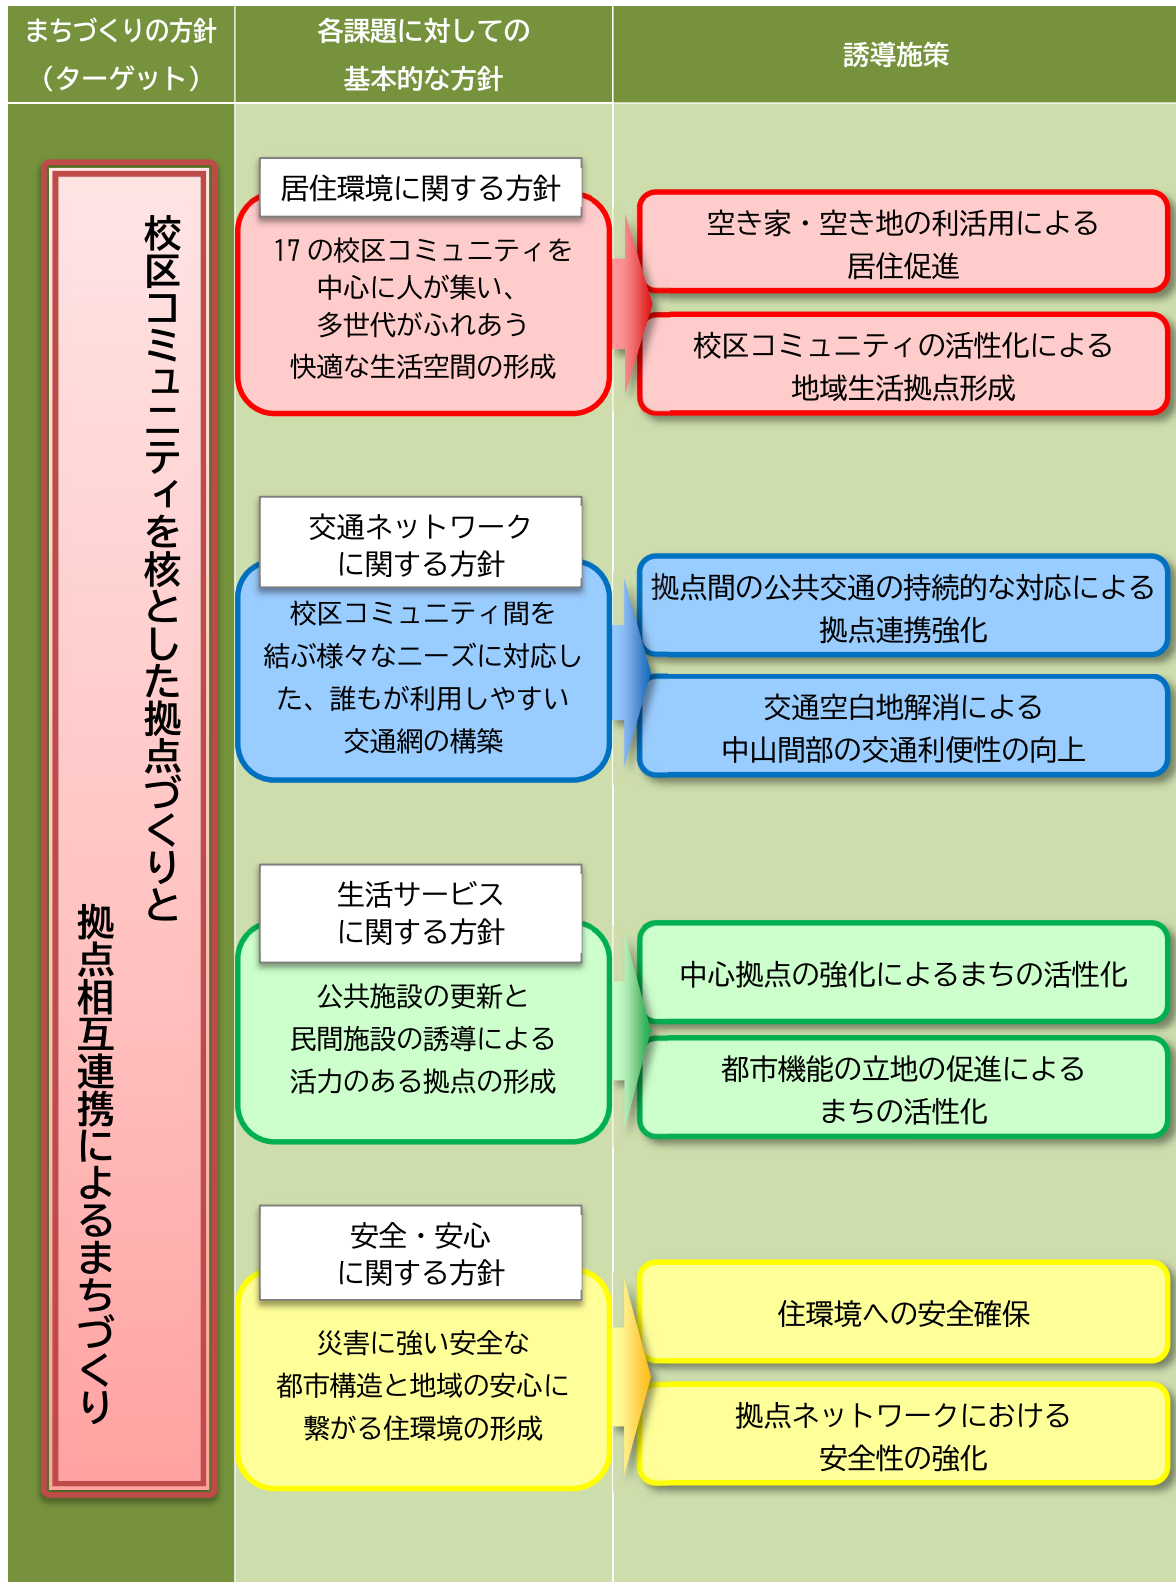 まちづくりの方針
（ターゲット）
各課題に対しての
基本的な方針
誘導施策
校区コミュニティを核とした拠点づくりと
拠点相互連携によるまちづくり
居住環境に関する方針
17の校区コミュニティを
中心に人が集い、
多世代がふれあう
快適な生活空間の形成
空き家・空き地の利活用による
居住促進
校区コミュニティの活性化による
地域生活拠点形成
交通ネットワーク
に関する方針
校区コミュニティ間を
結ぶ様々なニーズに対応し
た、誰もが利用しやすい
交通網の構築
拠点間の公共交通の持続的な対応による
拠点連携強化
交通空白地解消による
中山間部の交通利便性の向上
生活サービス
に関する方針
公共施設の更新と
民間施設の誘導による
活力のある拠点の形成
中心拠点の強化によるまちの活性化
都市機能の立地の促進による
まちの活性化
安全・安心
に関する方針
災害に強い安全な
都市構造と地域の安心に
繋がる住環境の形成
住環境への安全確保
拠点ネットワークにおける
安全性の強化